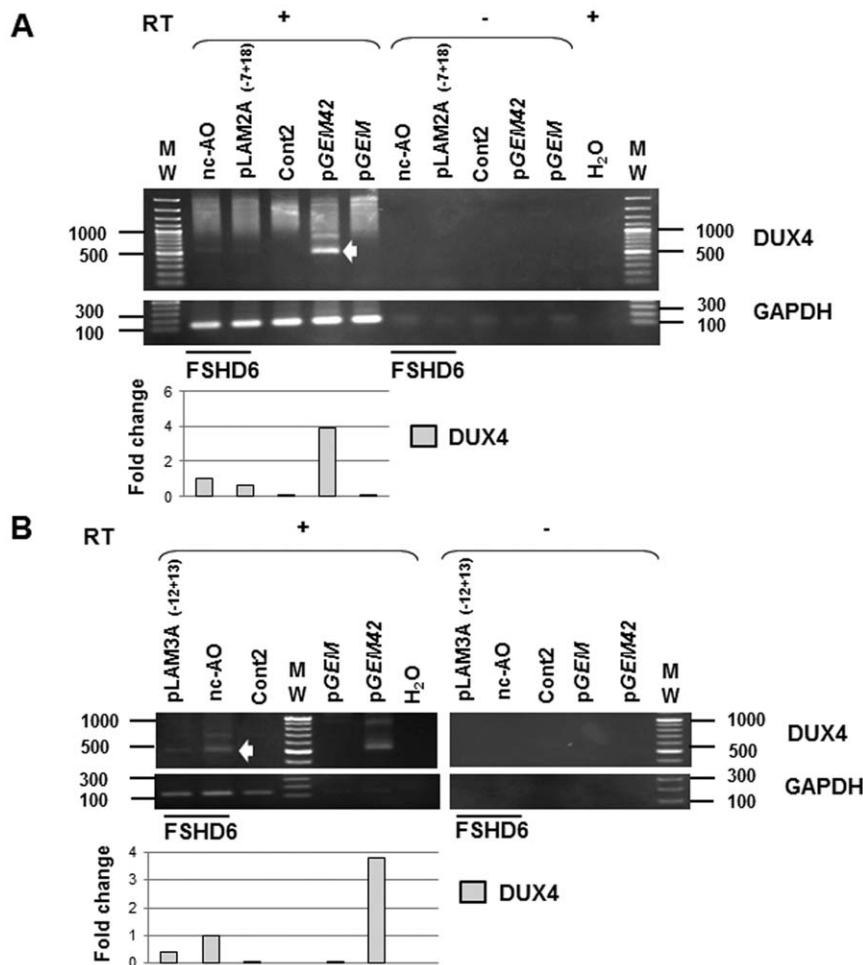 A
RT + - +
M W
nc-AO
pLAM2A (-7+18)
Cont2
pGEM42
pGEM
nc-AO
pLAM2A (-7+18)
Cont2
pGEM42
pGEM
H₂O
M W
1000
500
1000
500
DUX4
300
100
300
100
GAPDH
FSHD6
FSHD6
Fold change
6
4
2
0
DUX4
B
RT + -
pLAM3A (-12+13)
nc-AO
Cont2
M W
pGEM
pGEM42
H₂O
pLAM3A (-12+13)
nc-AO
Cont2
pGEM
pGEM42
M W
1000
500
1000
500
DUX4
300
100
300
100
GAPDH
FSHD6
FSHD6
Fold change
4
3
2
1
0
DUX4